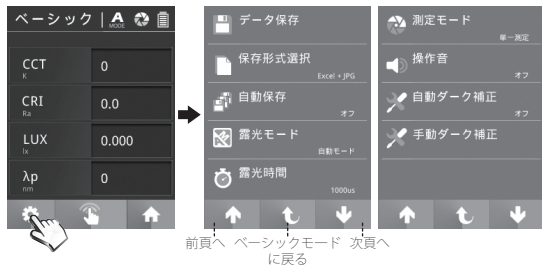 ベーシック | A MODE
CCT K 0
CRI Ra 0.0
LUX lx 0.000
λp nm 0
データ保存
保存形式選択
Excel + JPG
自動保存
オフ
露光モード
自動モード
露光時間
1000us
測定モード
単一測定
操作音
オフ
自動ダーク補正
オフ
手動ダーク補正
前頁へ ベーシックモード 次頁へ
に戻る